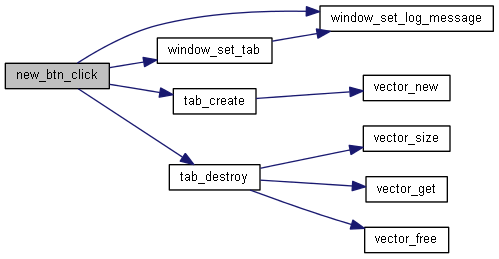 window_set_log_message
window_set_tab
new_btn_click
vector_new
tab_create
vector_size
tab_destroy
vector_get
vector_free